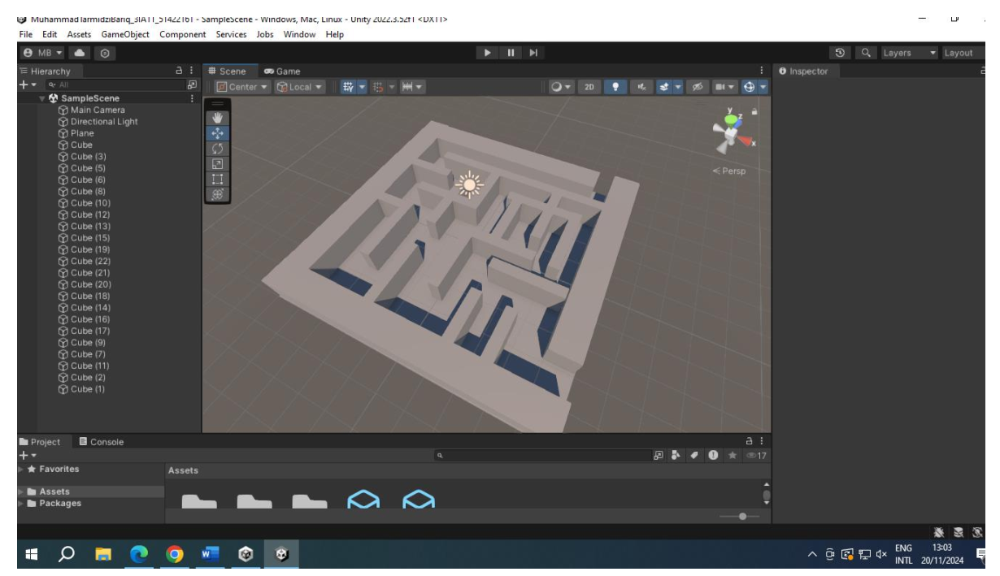 MuhammadTarmidziBariq_3IA11_51422161 - SampleScene - Windows, Mac, Linux - Unity 2022.3.52f1 <DX11>
File Edit Assets GameObject Component Services Jobs Window Help
MB Layers Layout
Hierarchy Scene Game Inspector
All Center Local 2D
SampleScene
Main Camera
Directional Light
Plane
Cube
Cube (3)
Cube (5)
Cube (6)
Cube (8)
Cube (10)
Cube (12)
Cube (13)
Cube (15)
Cube (19)
Cube (22)
Cube (21)
Cube (20)
Cube (18)
Cube (14)
Cube (16)
Cube (17)
Cube (9)
Cube (7)
Cube (11)
Cube (2)
Cube (1)
y
z
x
< Persp
Project Console
17
Favorites
Assets
Assets
Packages
ENG 13:03
INTL 20/11/2024